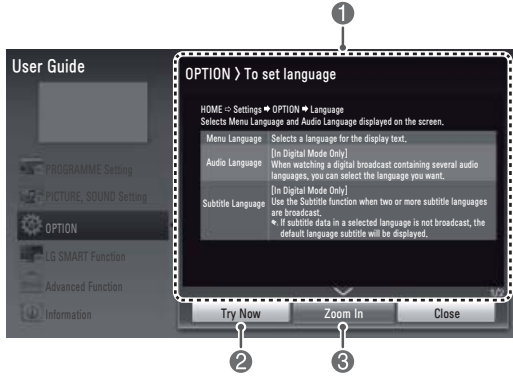 1
User Guide
OPTION > To set language
HOME ⇨ Settings ➡ OPTION ➡ Language
Selects Menu Language and Audio Language displayed on the screen.
Menu Language Selects a language for the display text.
Audio Language [In Digital Mode Only]
When watching a digital broadcast containing several audio
languages, you can select the language you want.
Subtitle Language [In Digital Mode Only]
Use the Subtitle function when two or more subtitle languages
are broadcast.
If subtitle data in a selected language is not broadcast, the
default language subtitle will be displayed.
PROGRAMME Setting
PICTURE, SOUND Setting
OPTION
LG SMART Function
Advanced Function
Information
1/2
Try Now Zoom In Close
2 3